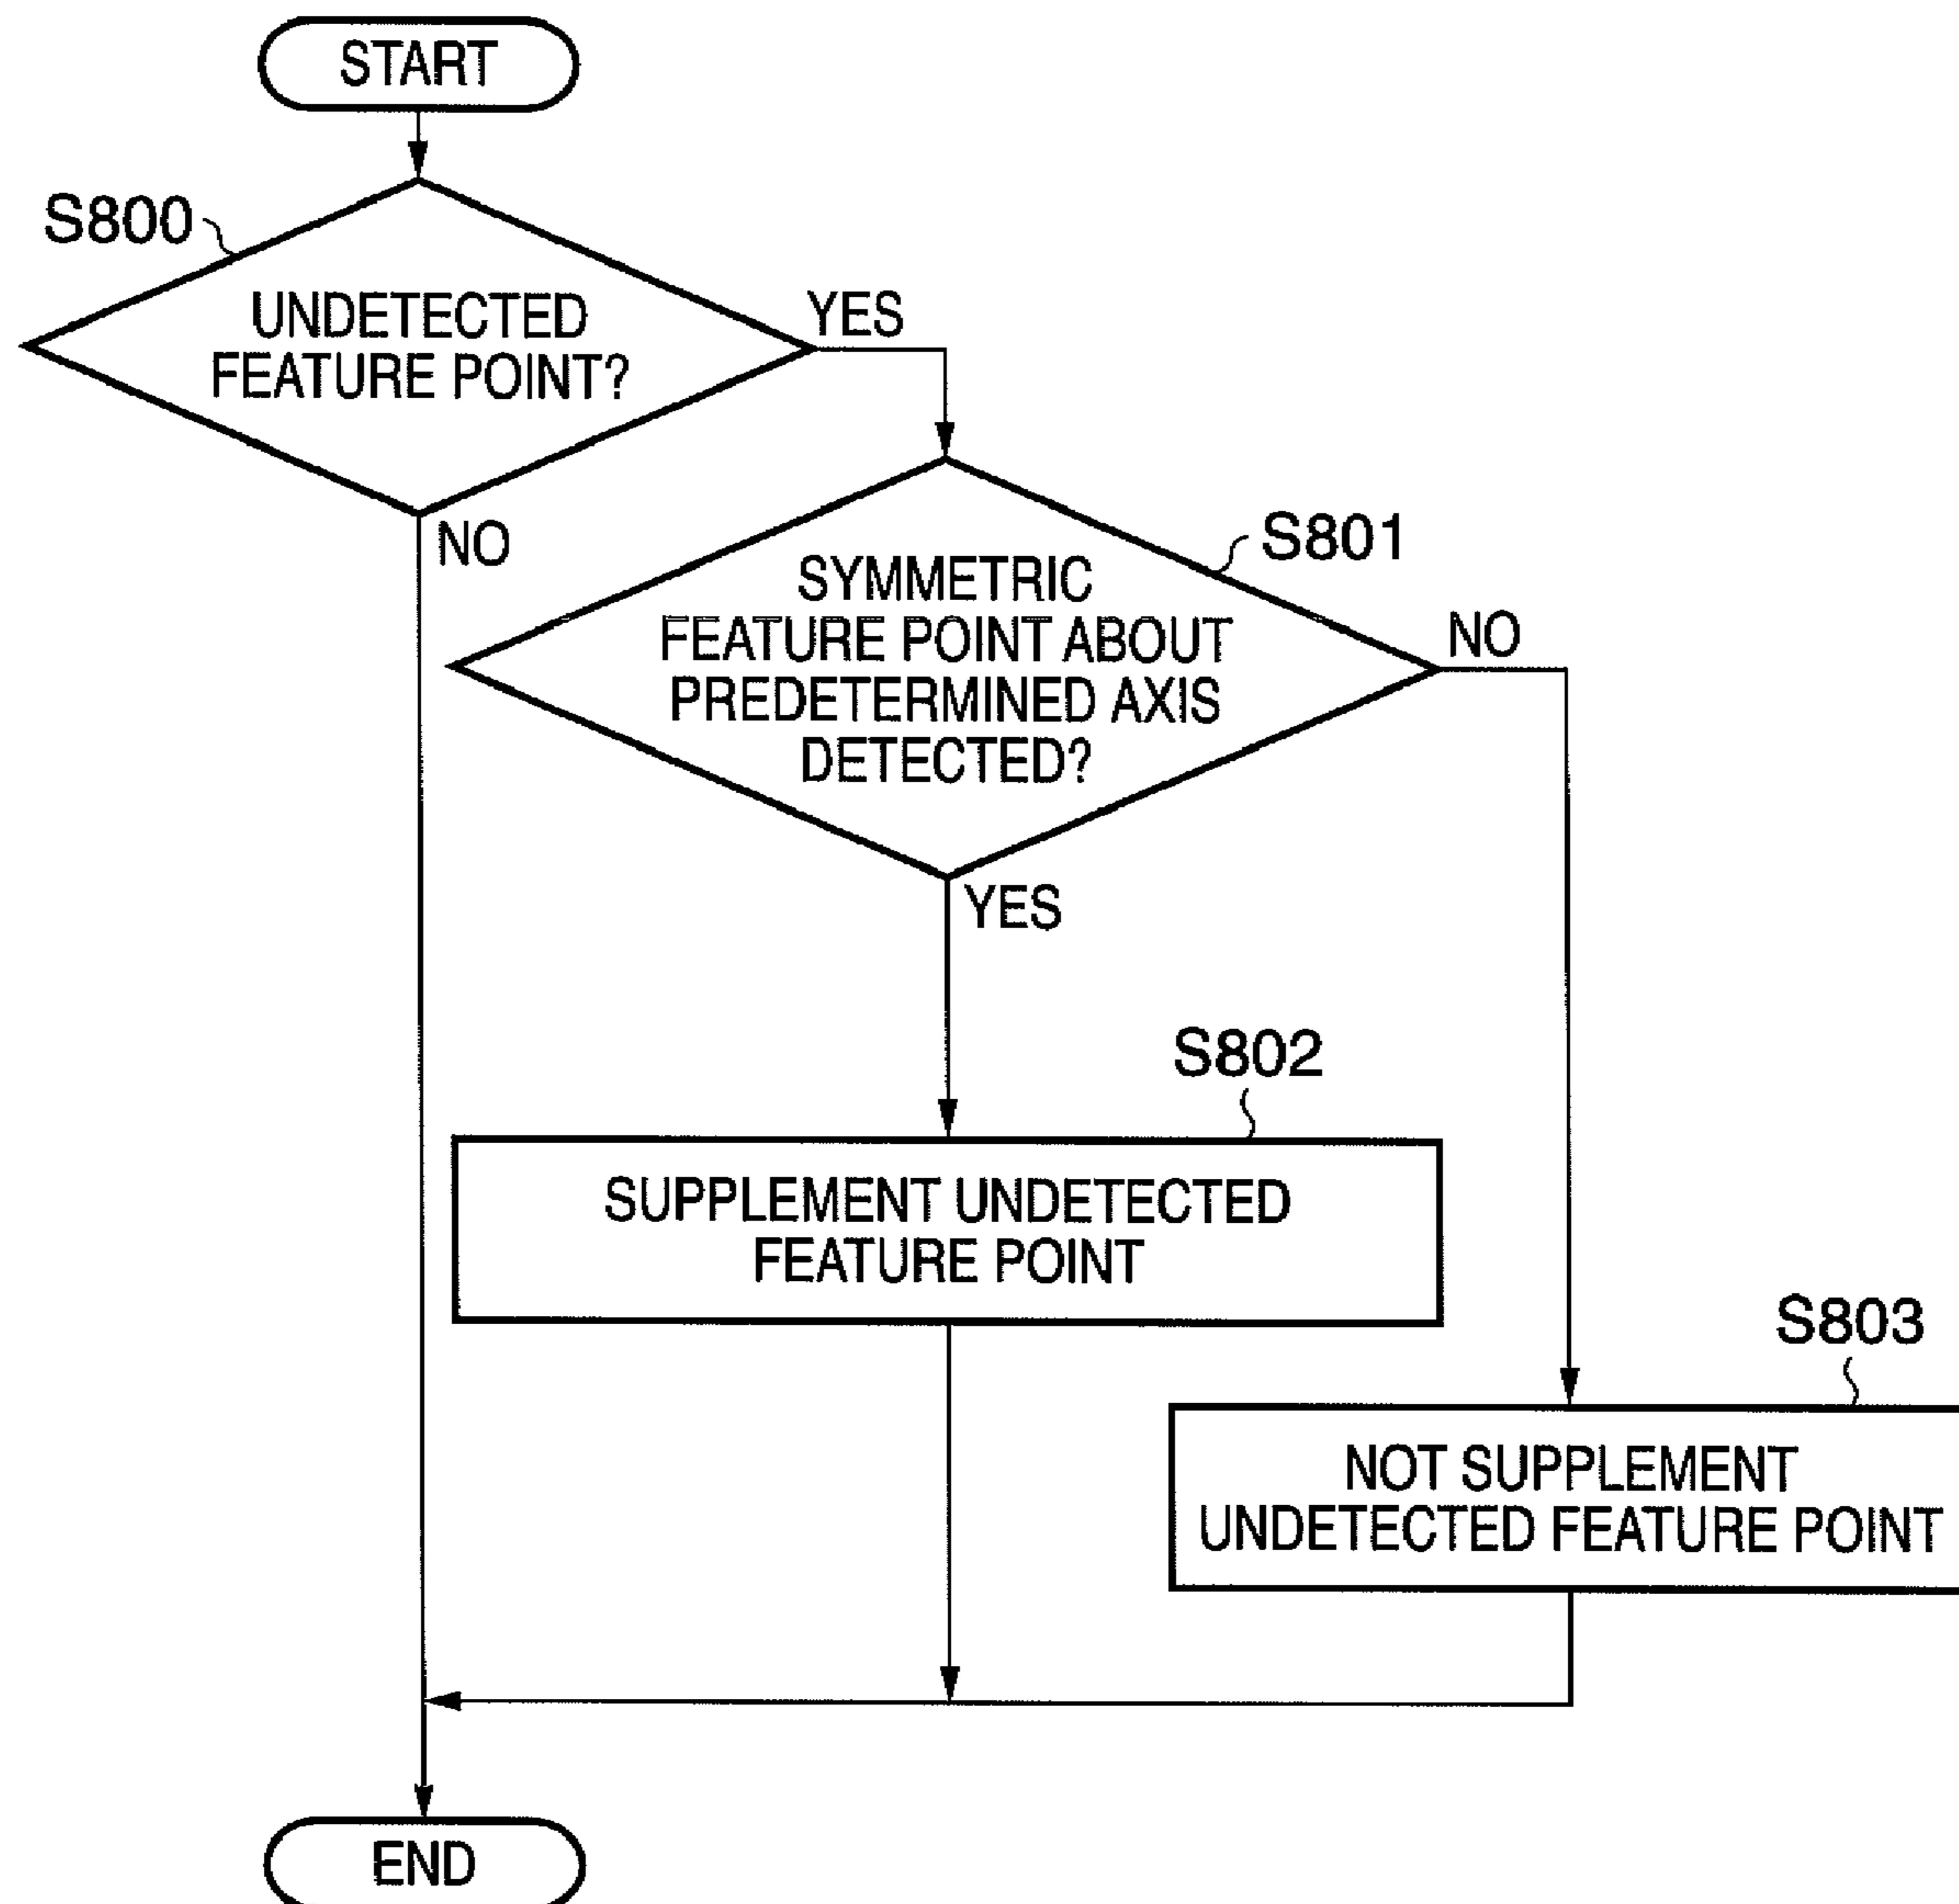 START
S800
UNDETECTED
FEATURE POINT?
YES
NO
S801
SYMMETRIC
FEATURE POINT ABOUT
PREDETERMINED AXIS
DETECTED?
NO
YES
S802
SUPPLEMENT UNDETECTED
FEATURE POINT
S803
NOT SUPPLEMENT
UNDETECTED FEATURE POINT
END